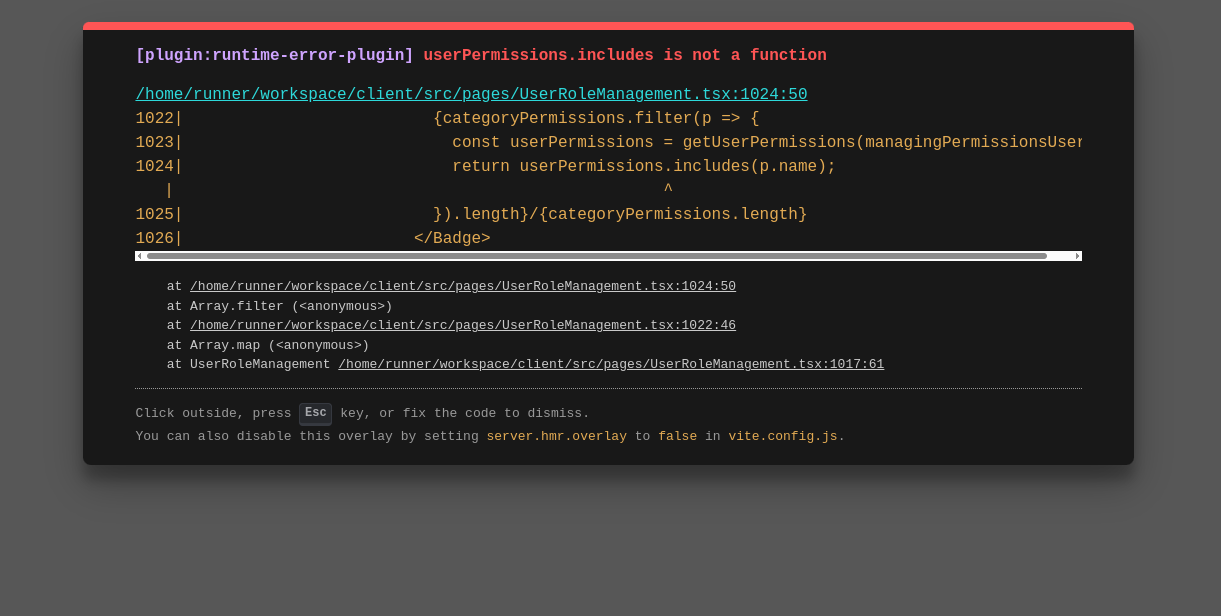 [plugin:runtime-error-plugin] userPermissions.includes is not a function
/home/runner/workspace/client/src/pages/UserRoleManagement.tsx:1024:50
1022|                          {categoryPermissions.filter(p => {
1023|                            const userPermissions = getUserPermissions(managingPermissionsUser
1024|                            return userPermissions.includes(p.name);
   |                                                   ^
1025|                          }).length}/{categoryPermissions.length}
1026|                        </Badge>
at /home/runner/workspace/client/src/pages/UserRoleManagement.tsx:1024:50
at Array.filter (<anonymous>)
at /home/runner/workspace/client/src/pages/UserRoleManagement.tsx:1022:46
at Array.map (<anonymous>)
at UserRoleManagement /home/runner/workspace/client/src/pages/UserRoleManagement.tsx:1017:61
Click outside, press Esc key, or fix the code to dismiss.
You can also disable this overlay by setting server.hmr.overlay to false in vite.config.js.